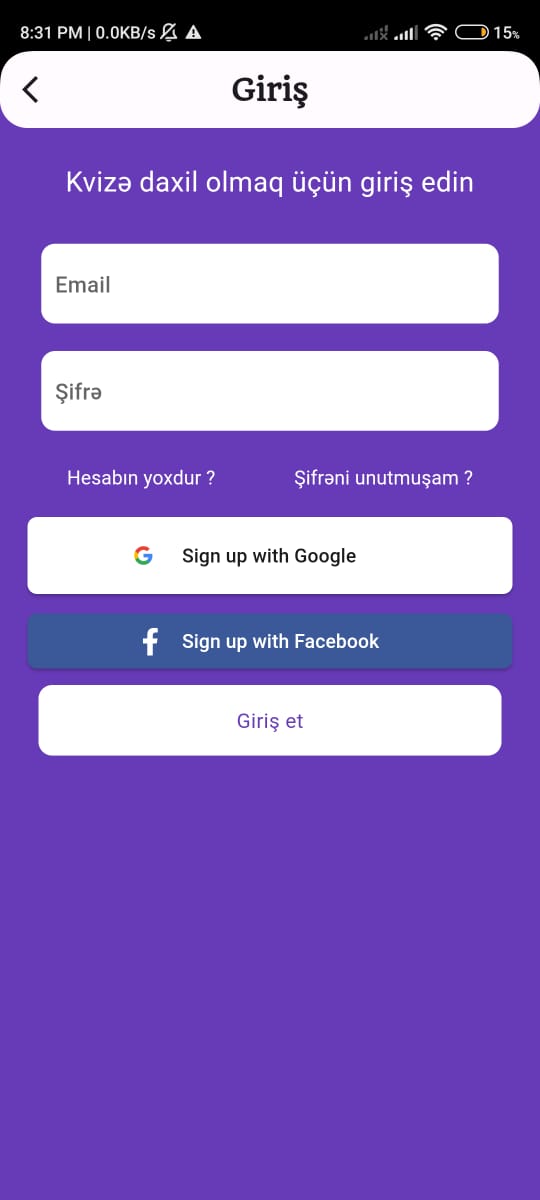 8:31 PM | 0.0KB/s 15%
Giriş
Kvizə daxil olmaq üçün giriş edin
Email
Şifrə
Hesabın yoxdur ? Şifrəni unutmuşam ?
Sign up with Google
Sign up with Facebook
Giriş et